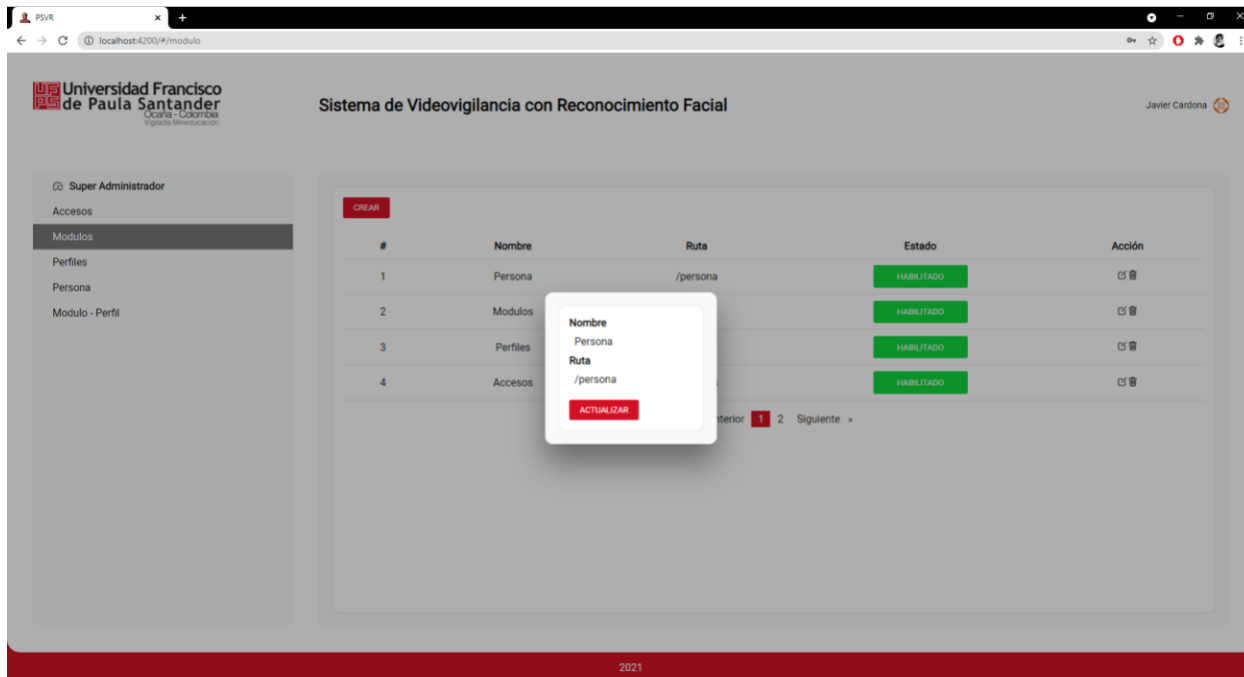 PSVR
localhost:4200/#/modulo
Universidad Francisco
de Paula Santander
Ocaña - Colombia
Vigilada Mineducación
Sistema de Videovigilancia con Reconocimiento Facial
Javier Cardona
Super Administrador
Accesos
Modulos
Perfiles
Persona
Modulo - Perfil
CREAR
# Nombre Ruta Estado Acción
1 Persona /persona HABILITADO
2 Modulos HABILITADO
3 Perfiles HABILITADO
4 Accesos HABILITADO
Nombre
Persona
Ruta
/persona
ACTUALIZAR
1 2 Siguiente »
2021